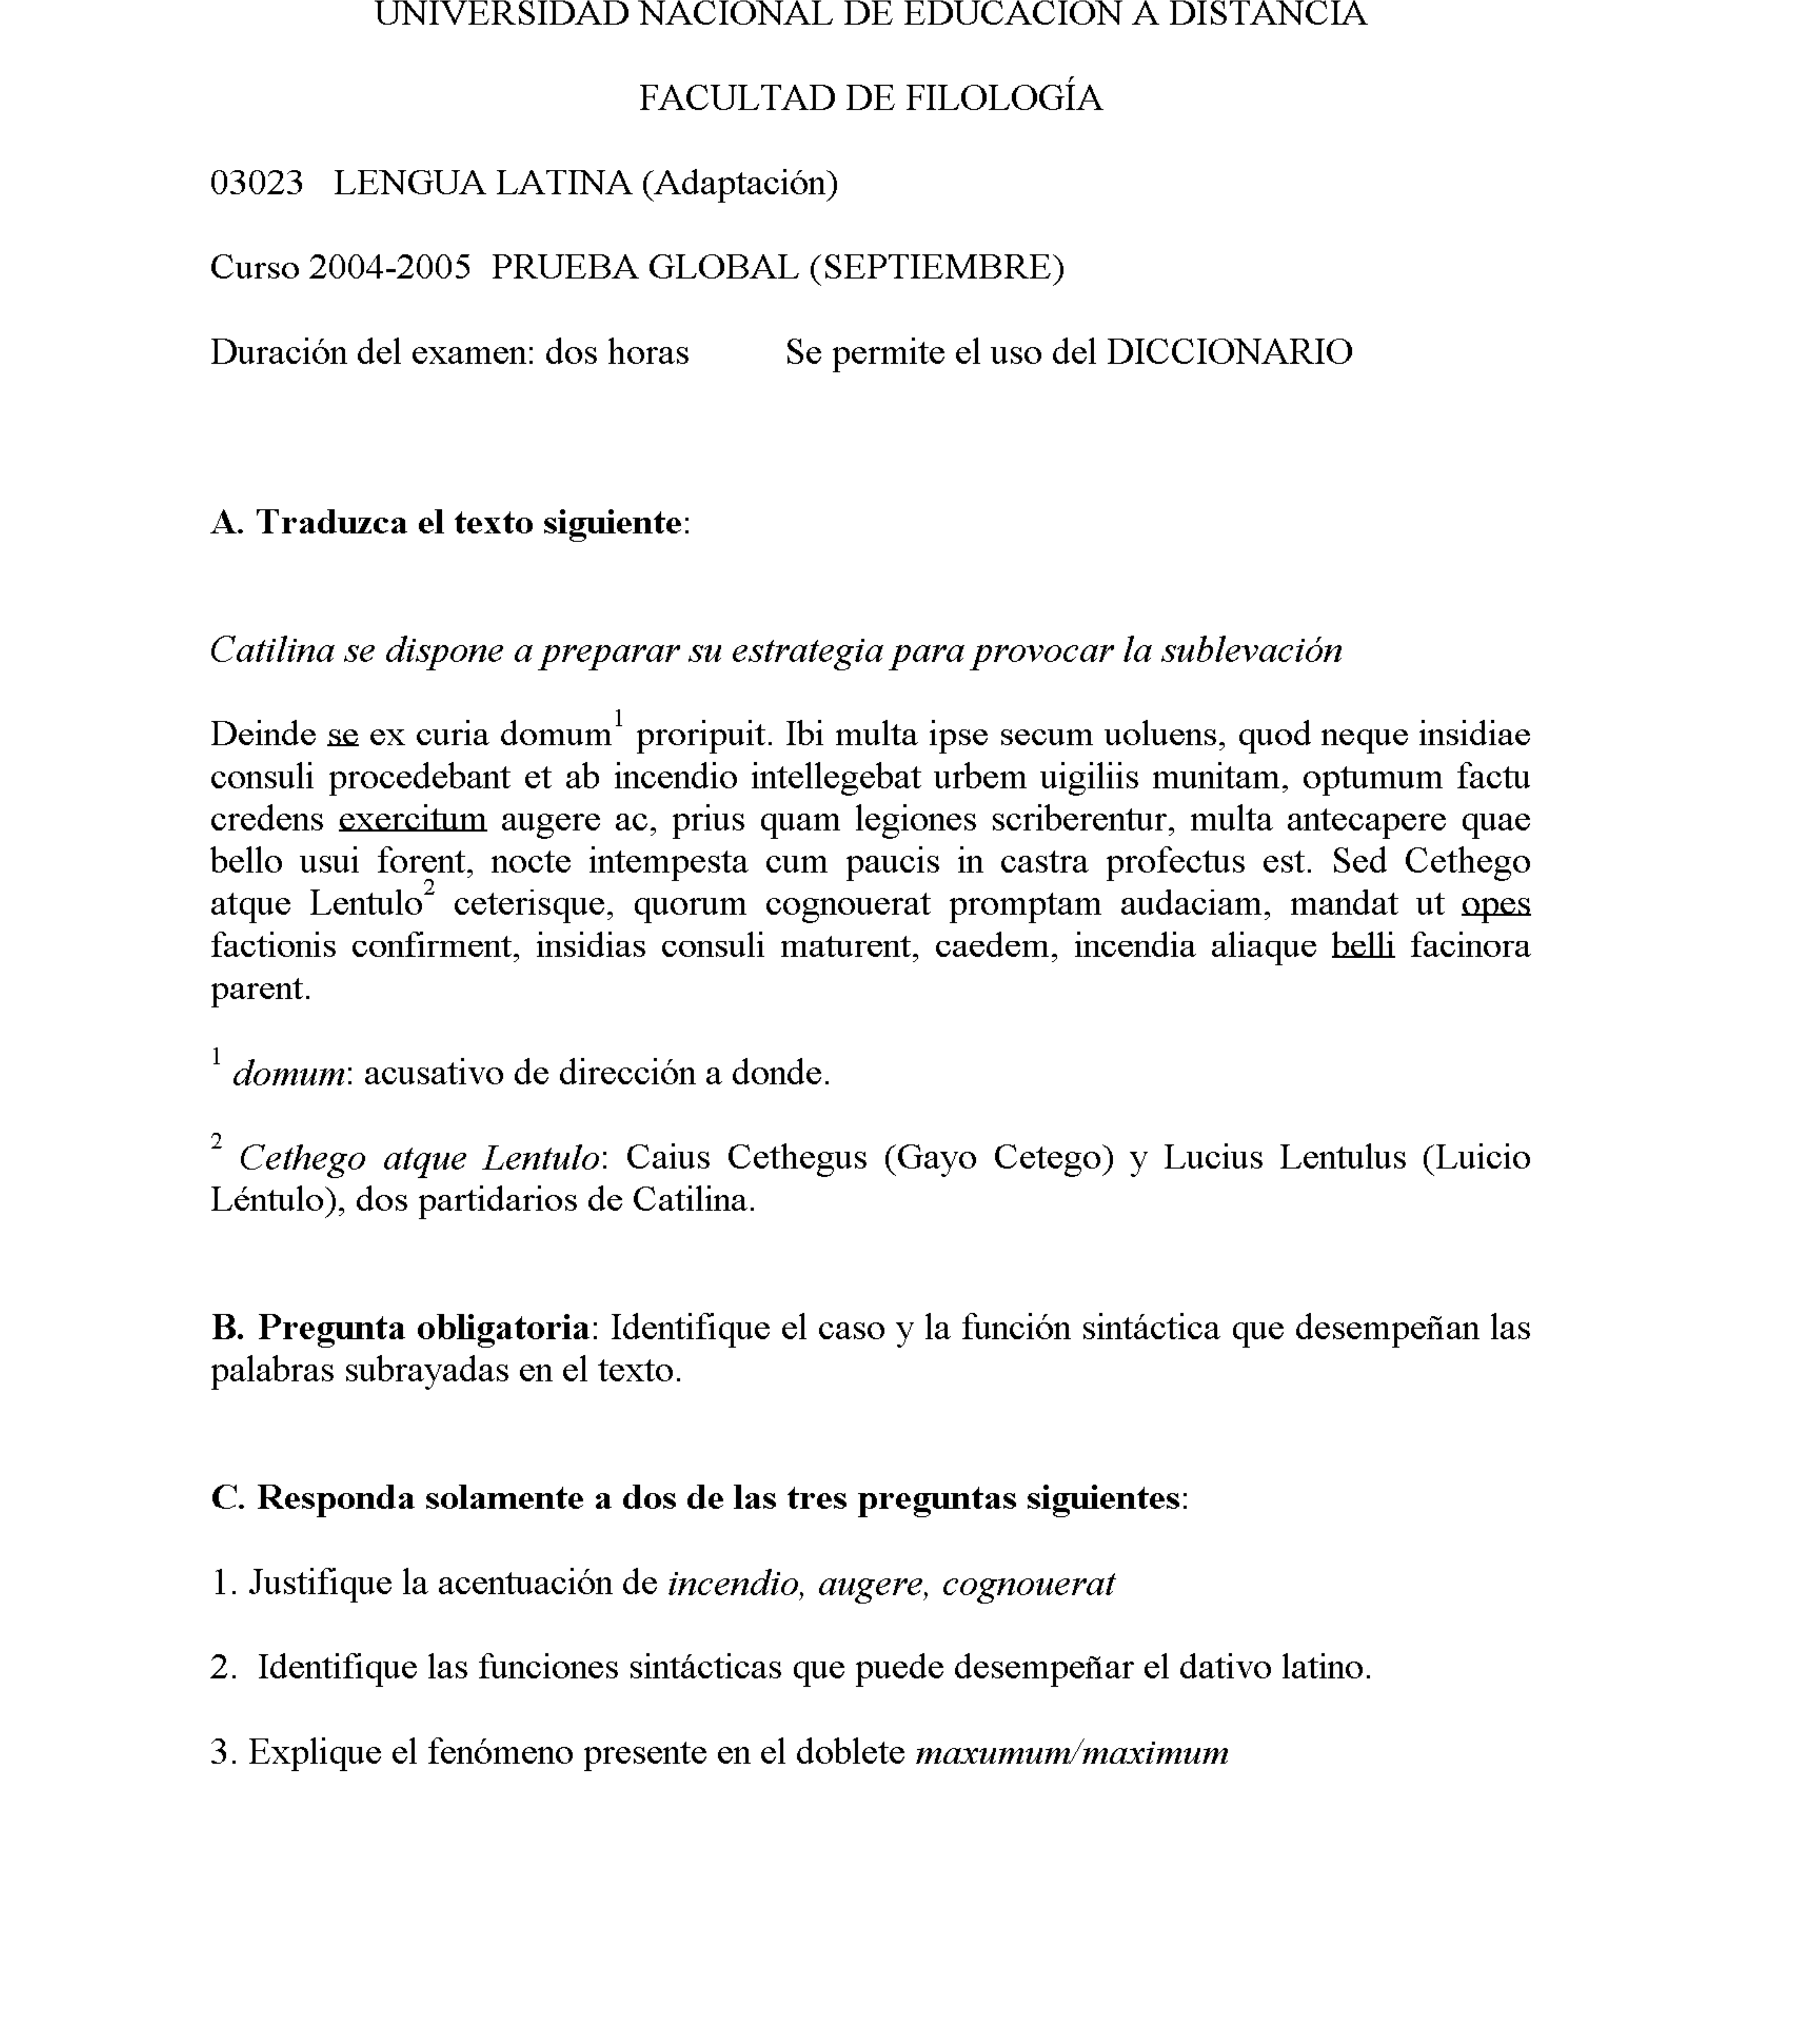 UNIVERSIDAD NACIONAL DE EDUCACIÓN A DISTANCIA
FACULTAD DE FILOLOGÍA
03023 LENGUA LATINA (Adaptación)
Curso 2004-2005 PRUEBA GLOBAL (SEPTIEMBRE)
Duración del examen: dos horas Se permite el uso del DICCIONARIO
A. Traduzca el texto siguiente:
Catilina se dispone a preparar su estrategia para provocar la sublevación
Deinde se ex curia domum1 proripuit. Ibi multa ipse secum uoluens, quod neque insidiae
consuli procedebant et ab incendio intellegebat urbem uigiliis munitam, optumum factu
credens exercitum augere ac, prius quam legiones scriberentur, multa antecapere quae
bello usui forent, nocte intempesta cum paucis in castra profectus est. Sed Cethego
atque Lentulo2 ceterisque, quorum cognouerat promptam audaciam, mandat ut opes
factionis confirment, insidias consuli maturent, caedem, incendia aliaque belli facinora
parent.
1 domum: acusativo de dirección a donde.
2 Cethego atque Lentulo: Caius Cethegus (Gayo Cetego) y Lucius Lentulus (Luicio
Léntulo), dos partidarios de Catilina.
B. Pregunta obligatoria: Identifique el caso y la función sintáctica que desempeñan las
palabras subrayadas en el texto.
C. Responda solamente a dos de las tres preguntas siguientes:
1. Justifique la acentuación de incendio, augere, cognouerat
2. Identifique las funciones sintácticas que puede desempeñar el dativo latino.
3. Explique el fenómeno presente en el doblete maxumum/maximum